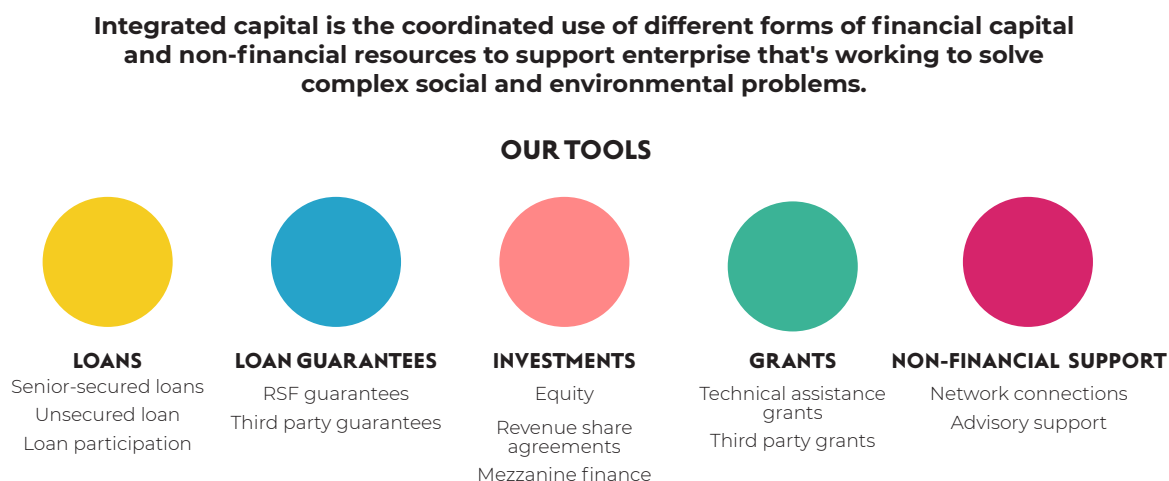 Integrated capital is the coordinated use of different forms of financial capital
and non-financial resources to support enterprise that's working to solve
complex social and environmental problems.
OUR TOOLS
LOANS
Senior-secured loans
Unsecured loan
Loan participation
LOAN GUARANTEES
RSF guarantees
Third party guarantees
INVESTMENTS
Equity
Revenue share
agreements
Mezzanine finance
GRANTS
Technical assistance
grants
Third party grants
NON-FINANCIAL SUPPORT
Network connections
Advisory support